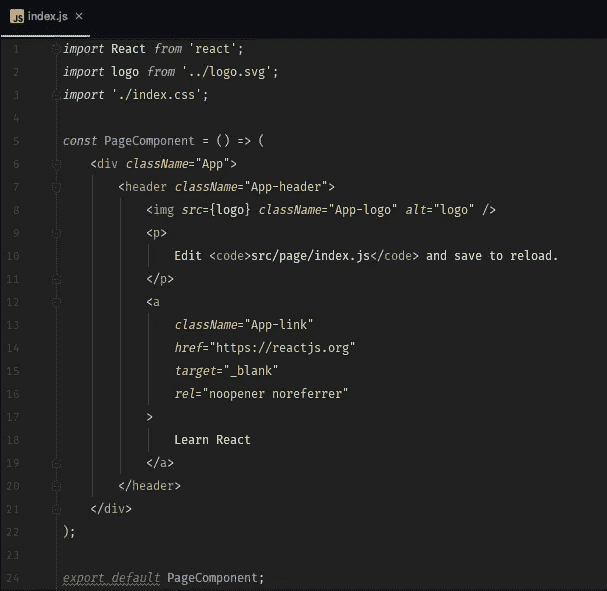 JS index.js ×
1 import React from 'react';
2 import logo from '../logo.svg';
3 import './index.css';
4
5 const PageComponent = () => (
6     <div className="App">
7         <header className="App-header">
8             <img src={logo} className="App-logo" alt="logo" />
9             <p>
10                 Edit <code>src/page/index.js</code> and save to reload.
11             </p>
12             <a
13                 className="App-link"
14                 href="https://reactjs.org"
15                 target="_blank"
16                 rel="noopener noreferrer"
17             >
18                 Learn React
19             </a>
20         </header>
21     </div>
22 );
23
24 export default PageComponent;